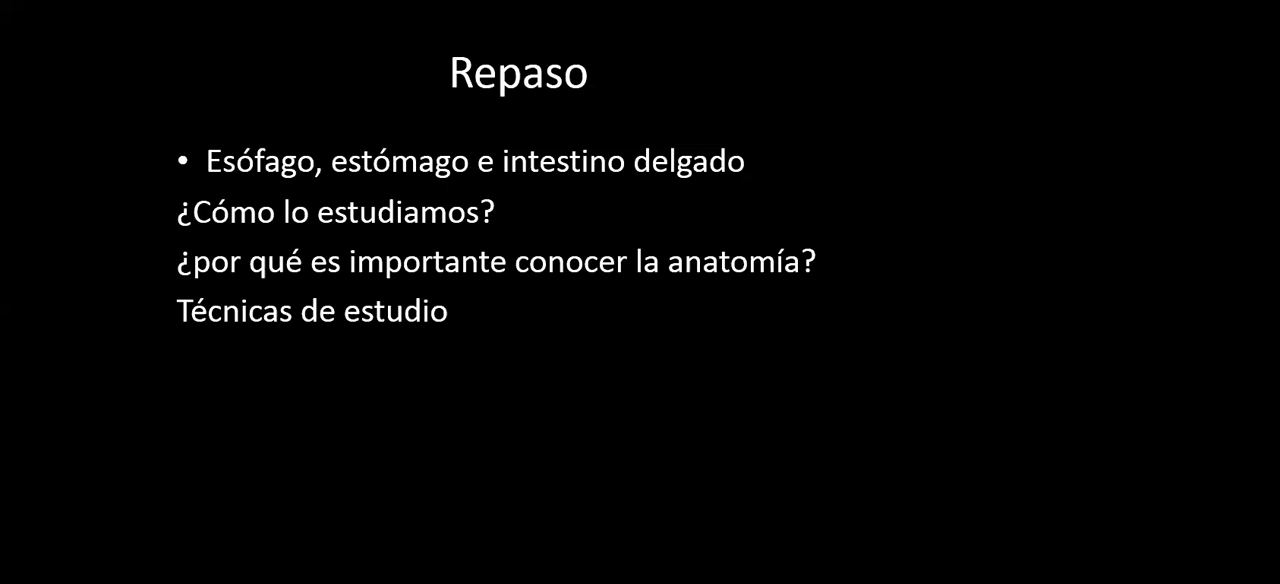 Repaso
• Esófago, estómago e intestino delgado
¿Cómo lo estudiamos?
¿por qué es importante conocer la anatomía?
Técnicas de estudio